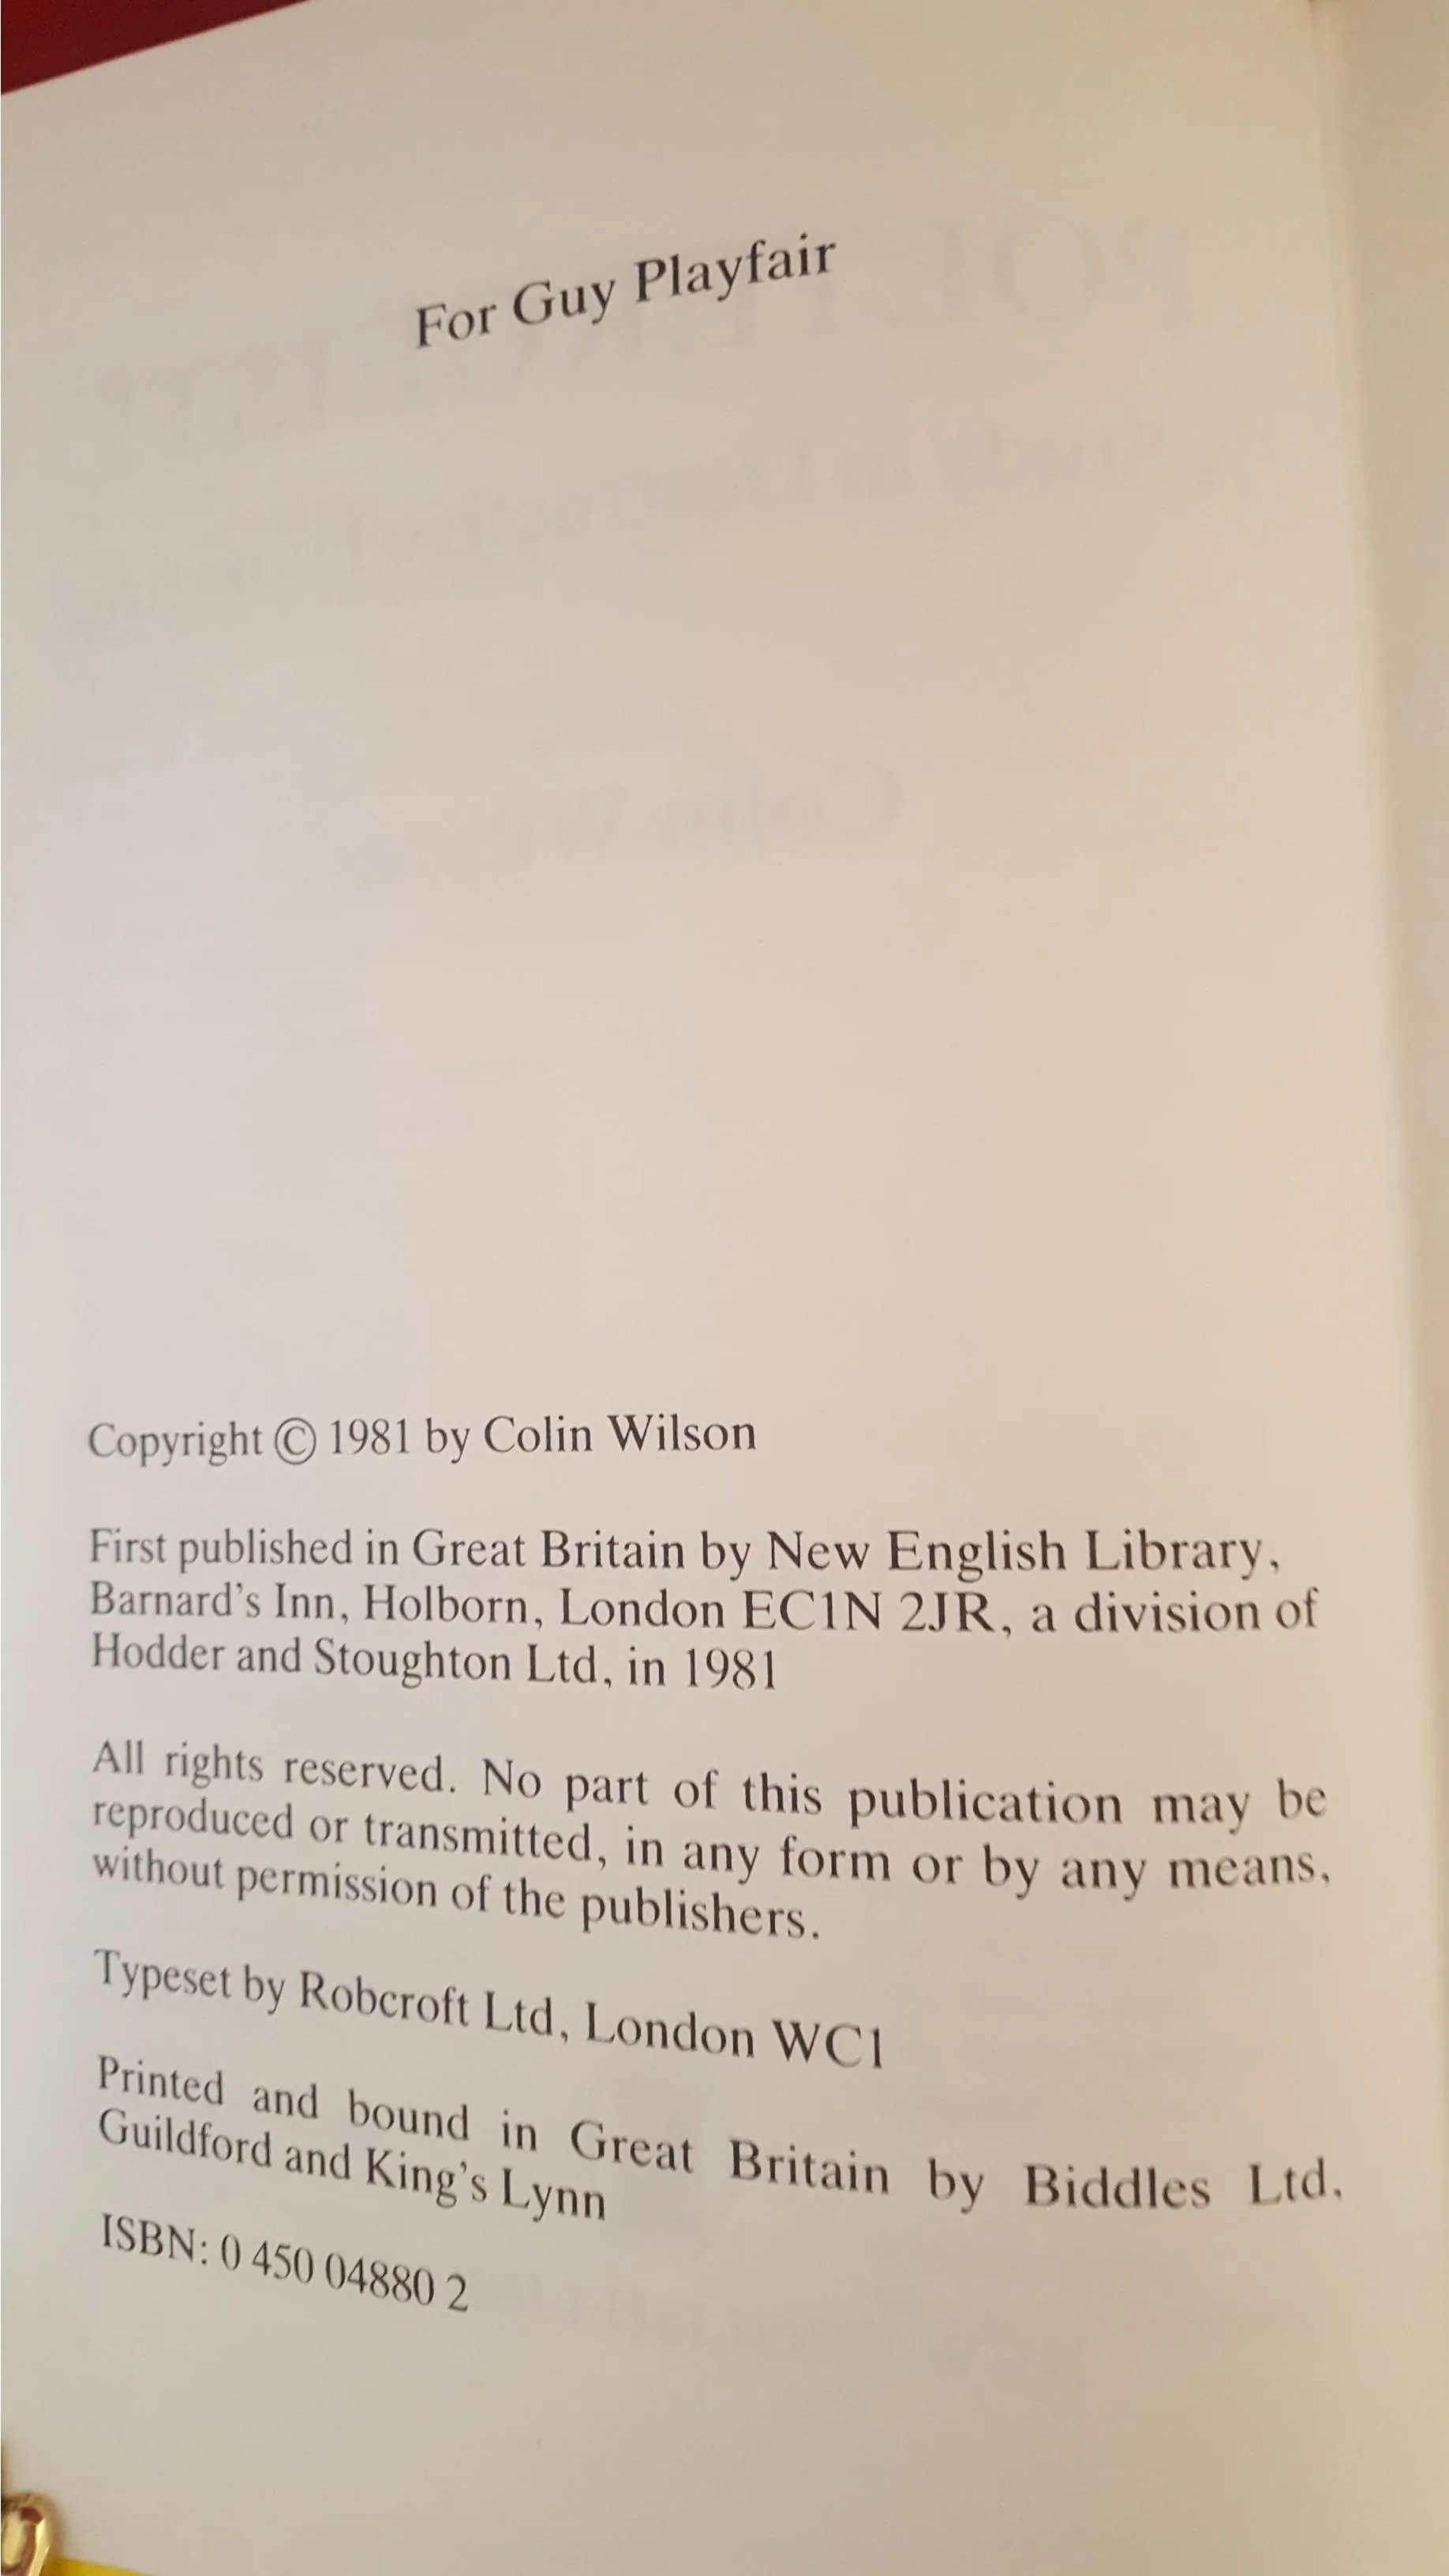 For Guy Playfair
Copyright © 1981 by Colin Wilson
First published in Great Britain by New English Library,
Barnard's Inn, Holborn, London EC1N 2JR, a division of
Hodder and Stoughton Ltd, in 1981
All rights reserved. No part of this publication may be
reproduced or transmitted, in any form or by any means,
without permission of the publishers.
Typeset by Robcroft Ltd, London WC1
Printed and bound in Great Britain by Biddles Ltd,
Guildford and King's Lynn
ISBN: 0 450 04880 2